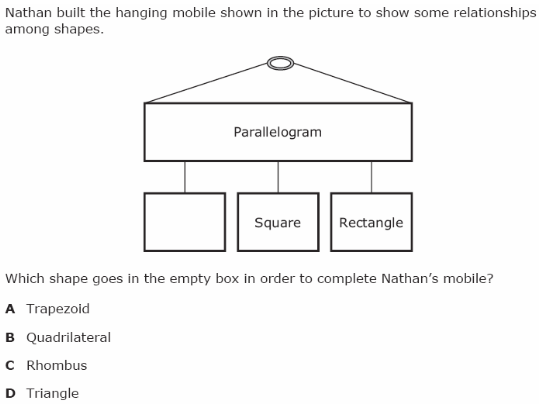 Nathan built the hanging mobile shown in the picture to show some relationships
among shapes.
Parallelogram
Square
Rectangle
Which shape goes in the empty box in order to complete Nathan's mobile?
A Trapezoid
B Quadrilateral
C Rhombus
D Triangle